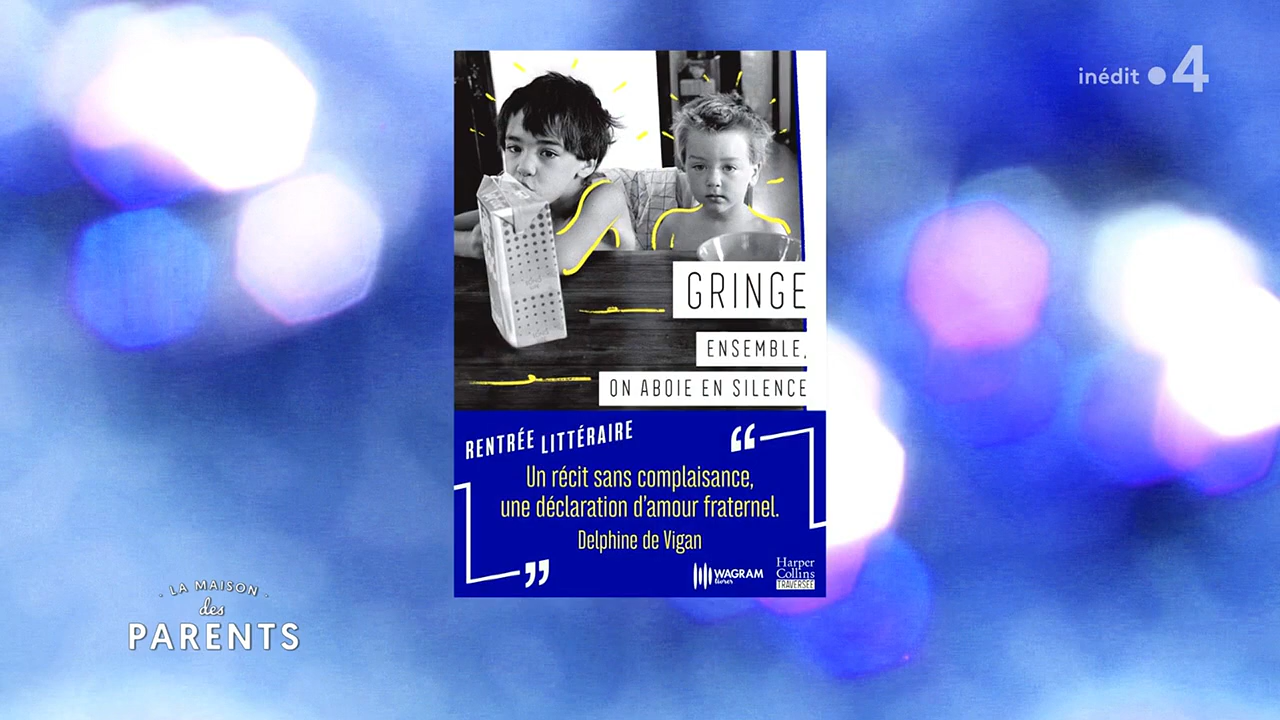 inédit 4
GRINGE
ENSEMBLE,
ON ABOIE EN SILENCE
RENTRÉE LITTÉRAIRE
“
Un récit sans complaisance,
une déclaration d'amour fraternel.
Delphine de Vigan
”
WAGRAM
livres
Harper
Collins
TRAVERSÉE
· LA MAISON ·
des
PARENTS